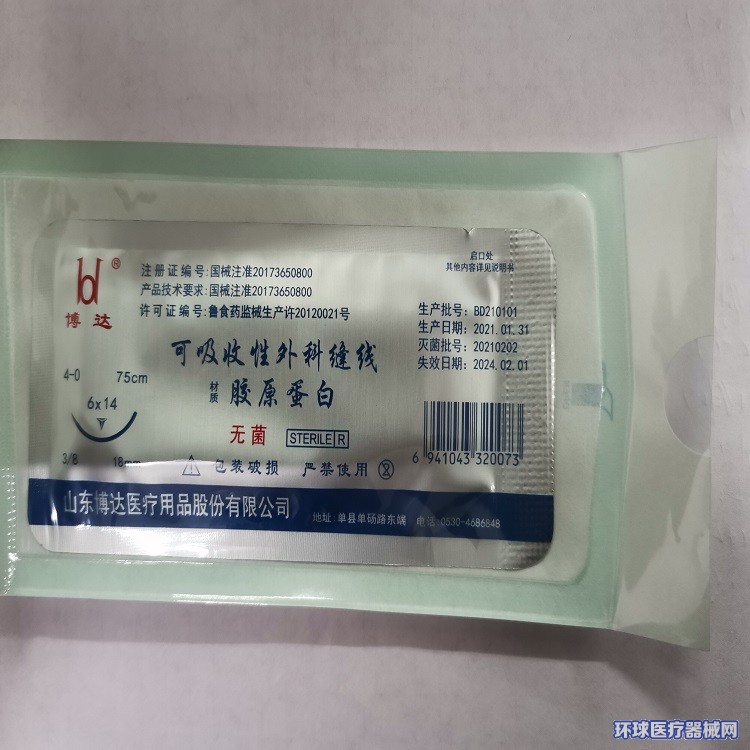 bd®
博达
注册证编号:国械注准20173650800
产品技术要求:国械注准20173650800
许可证编号:鲁食药监械生产许20120021号
启口处
其他内容详见说明书
生产批号:BD210101
生产日期:2021.01.31
灭菌批号:20210202
失效日期:2024.02.01
可吸收性外科缝线
材质 胶原蛋白
4-0 75cm
6x14
3/8 18mm
无菌 STERILE R
包装破损 严禁使用 2
6 941043 320073
山东博达医疗用品股份有限公司
地址:单县单砀路东端 电话:0530-4686848
环球医疗器械网